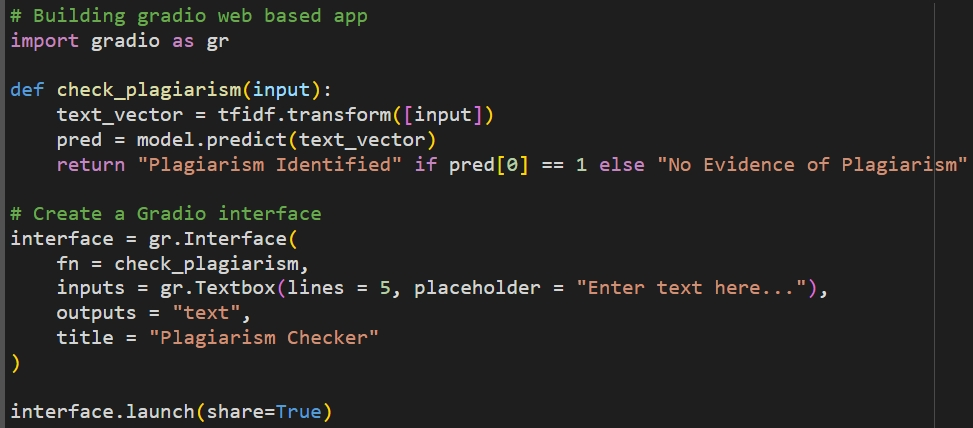 # Building gradio web based app
import gradio as gr
def check_plagiarism(input):
    text_vector = tfidf.transform([input])
    pred = model.predict(text_vector)
    return "Plagiarism Identified" if pred[0] == 1 else "No Evidence of Plagiarism"
# Create a Gradio interface
interface = gr.Interface(
    fn = check_plagiarism,
    inputs = gr.Textbox(lines = 5, placeholder = "Enter text here..."),
    outputs = "text",
    title = "Plagiarism Checker"
)
interface.launch(share=True)